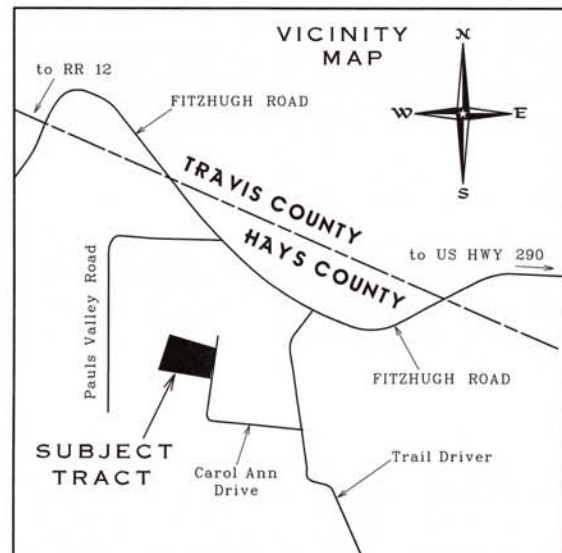 VICINITY
MAP
N
W
E
S
to RR 12
FITZHUGH ROAD
TRAVIS COUNTY
HAYS COUNTY
to US HWY 290
Pauls Valley Road
FITZHUGH ROAD
SUBJECT
TRACT
Carol Ann
Drive
Trail Driver